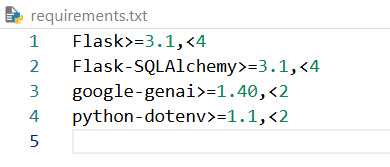 requirements.txt
1 Flask>=3.1,<4
2 Flask-SQLAlchemy>=3.1,<4
3 google-genai>=1.40,<2
4 python-dotenv>=1.1,<2
5